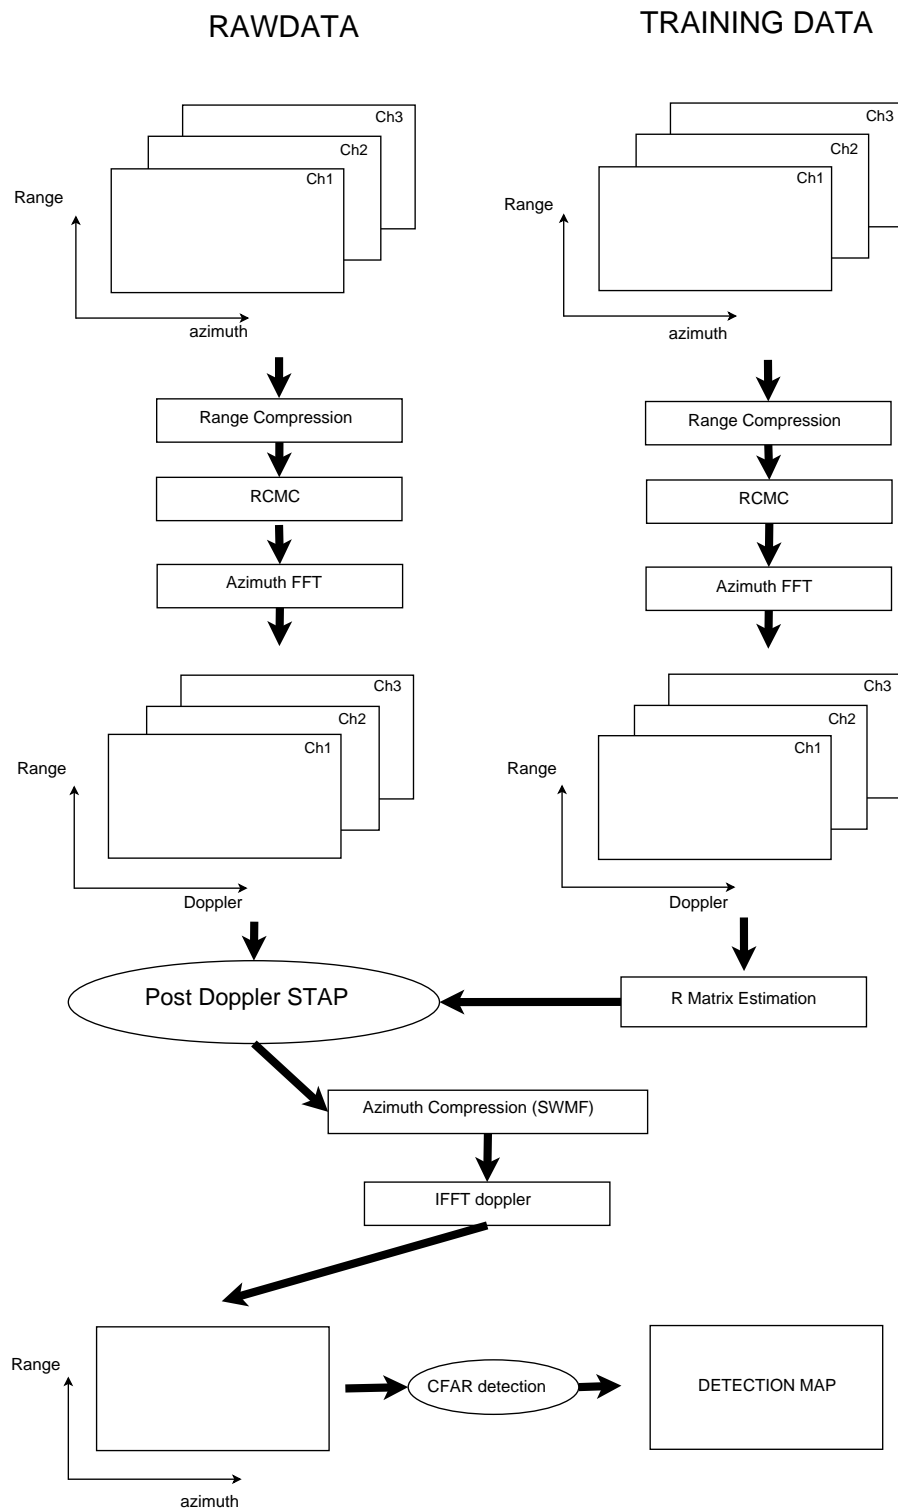 RAWDATA
TRAINING DATA
Ch3
Ch2
Ch1
Range
azimuth
Ch3
Ch2
Ch1
Range
azimuth
Range Compression
RCMC
Azimuth FFT
Range Compression
RCMC
Azimuth FFT
Ch3
Ch2
Ch1
Range
Doppler
Ch3
Ch2
Ch1
Range
Doppler
Post Doppler STAP
R Matrix Estimation
Azimuth Compression (SWMF)
IFFT doppler
Range
azimuth
CFAR detection
DETECTION MAP